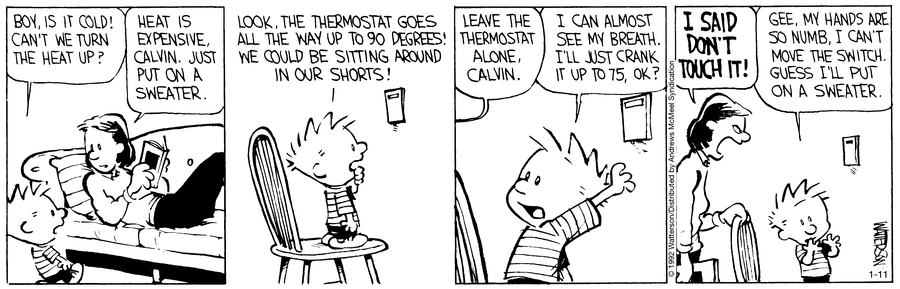 BOY, IS IT COLD!
CAN'T WE TURN
THE HEAT UP?
HEAT IS
EXPENSIVE,
CALVIN. JUST
PUT ON A
SWEATER.
LOOK, THE THERMOSTAT GOES
ALL THE WAY UP TO 90 DEGREES!
WE COULD BE SITTING AROUND
IN OUR SHORTS!
LEAVE THE
THERMOSTAT
ALONE,
CALVIN.
I CAN ALMOST
SEE MY BREATH.
I'LL JUST CRANK
IT UP TO 75, OK?
© 1992 Watterson/Distributed by Andrews McMeel Syndication
I SAID
DON'T
TOUCH IT!
GEE, MY HANDS ARE
SO NUMB, I CAN'T
MOVE THE SWITCH.
GUESS I'LL PUT
ON A SWEATER.
WATTERSON
1-11